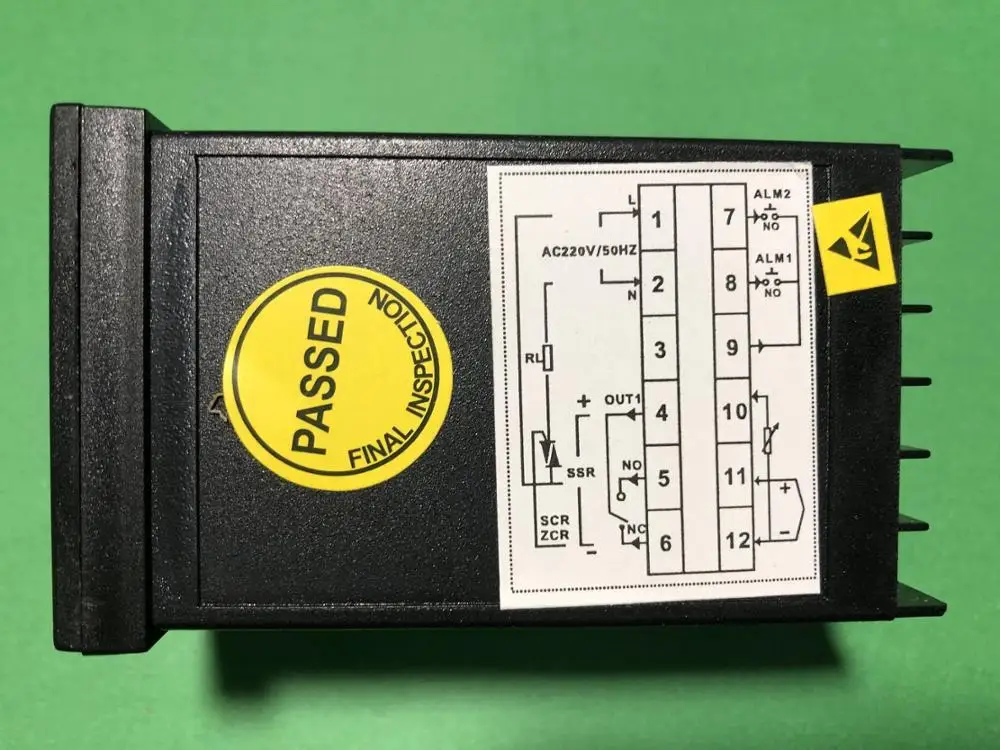 PASSED
FINAL INSPECTION
L
AC220V/50HZ
N
RL
+
OUT1
NO
SSR
SCR
ZCR
-
NC
1
2
3
4
5
6
7
8
9
10
11
12
ALM2
NO
ALM1
NO
+
-